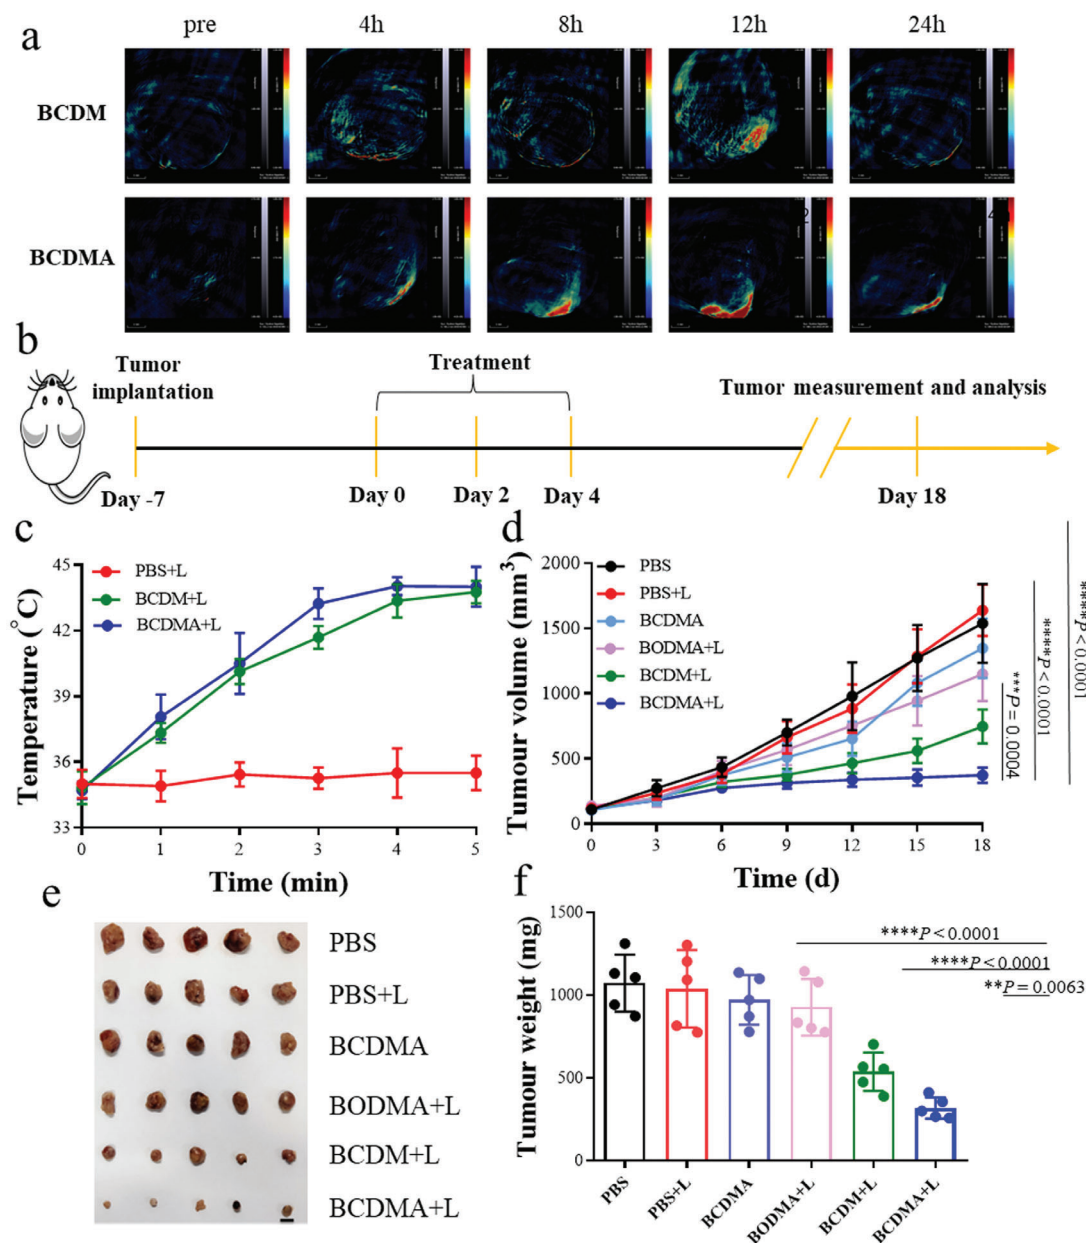 a
pre 4h 8h 12h 24h
BCDM
BCDMA
b
Tumor
implantation
Treatment
Tumor measurement and analysis
Day -7 Day 0 Day 2 Day 4 Day 18
c
45
42
39
36
33
Temperature (°C)
PBS+L
BCDM+L
BCDMA+L
0 1 2 3 4 5
Time (min)
d
2000
1500
1000
500
0
Tumour volume (mm³)
PBS
PBS+L
BCDMA
BODMA+L
BCDM+L
BCDMA+L
0 3 6 9 12 15 18
Time (d)
***P = 0.0004
****P < 0.0001
****P < 0.0001
e
PBS
PBS+L
BCDMA
BODMA+L
BCDM+L
BCDMA+L
f
1500
1000
500
0
Tumour weight (mg)
****P < 0.0001
****P < 0.0001
**P = 0.0063
PBS
PBS+L
BCDMA
BODMA+L
BCDM+L
BCDMA+L